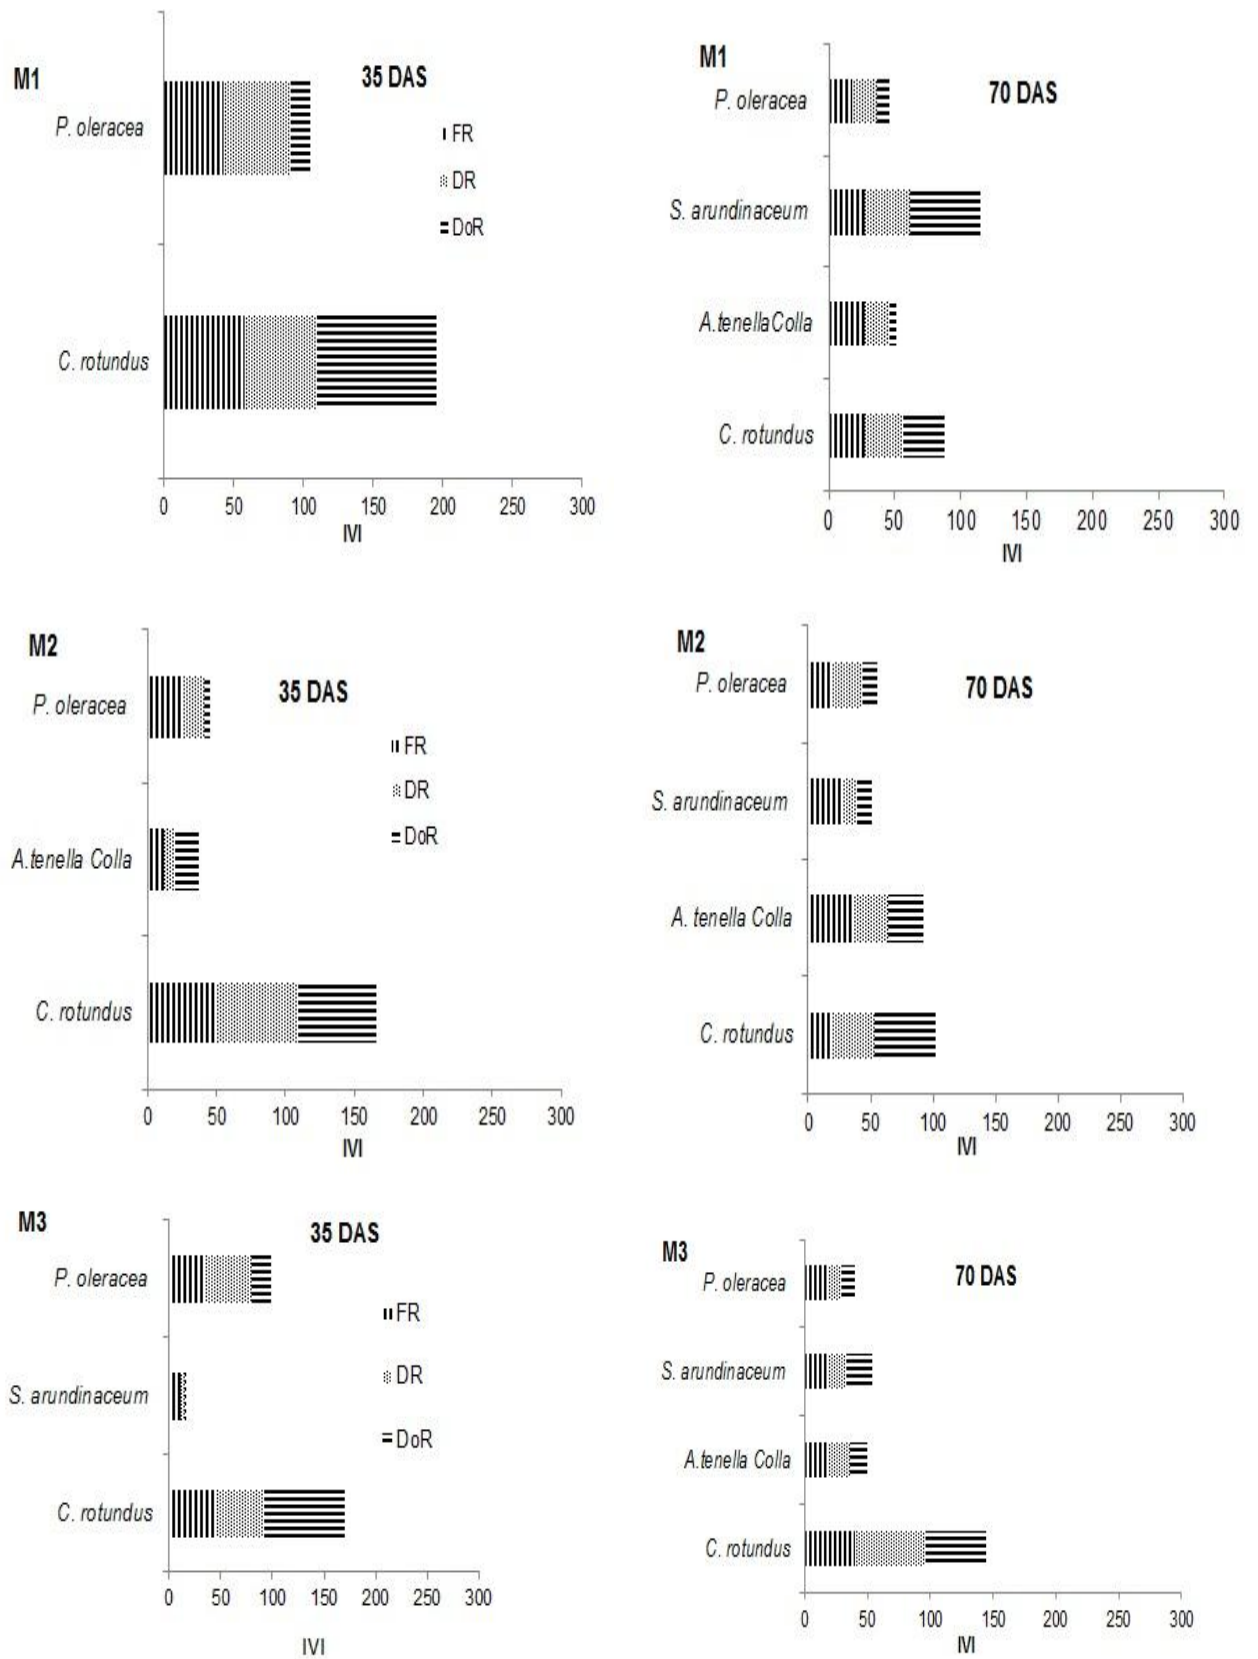 M1
35 DAS
P. oleracea
FR
DR
DoR
C. rotundus
0 50 100 150 200 250 300
IVI
M1
70 DAS
P. oleracea
S. arundinaceum
A.tenellaColla
C. rotundus
0 50 100 150 200 250 300
IVI
M2
35 DAS
P. oleracea
FR
DR
DoR
A.tenella Colla
C. rotundus
0 50 100 150 200 250 300
IVI
M2
70 DAS
P. oleracea
S. arundinaceum
A. tenella Colla
C. rotundus
0 50 100 150 200 250 300
IVI
M3
35 DAS
P. oleracea
FR
DR
DoR
S. arundinaceum
C. rotundus
0 50 100 150 200 250 300
IVI
M3
70 DAS
P. oleracea
S. arundinaceum
A.tenella Colla
C. rotundus
0 50 100 150 200 250 300
IVI